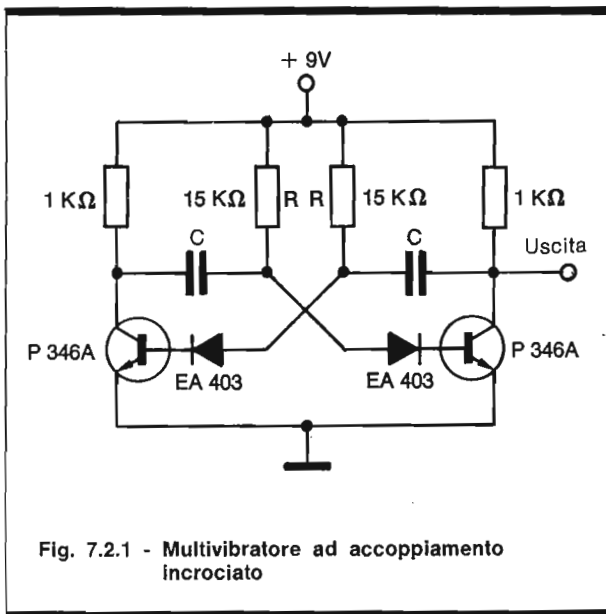 + 9V
1 KΩ
15 KΩ
R
R
15 KΩ
1 KΩ
C
C
Uscita
P 346A
EA 403
EA 403
P 346A
Fig. 7.2.1 - Multivibratore ad accoppiamento
incrociato